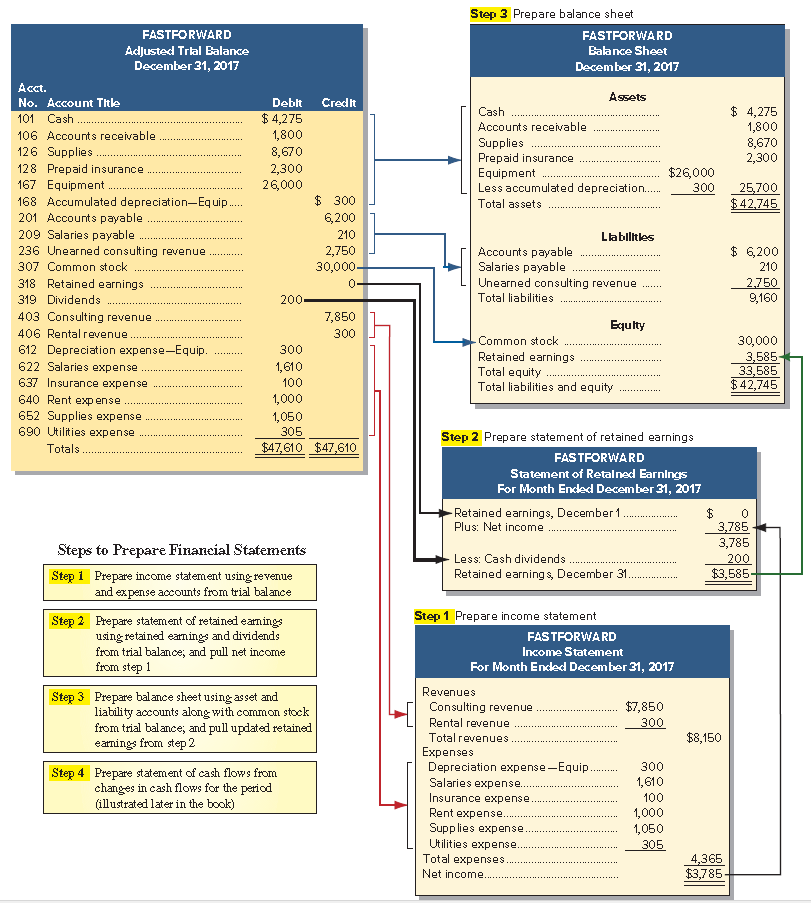 FASTFORWARD
Adjusted Trial Balance
December 31, 2017
Acct.
No. Account Title Debit Credit
101 Cash $ 4,275
106 Accounts receivable 1,800
126 Supplies 8,670
128 Prepaid insurance 2,300
167 Equipment 26,000
168 Accumulated depreciation—Equip. $ 300
201 Accounts payable 6,200
209 Salaries payable 210
236 Unearned consulting revenue 2,750
307 Common stock 30,000
318 Retained earnings 0
319 Dividends 200
403 Consulting revenue 7,850
406 Rental revenue 300
612 Depreciation expense—Equip. 300
622 Salaries expense 1,610
637 Insurance expense 100
640 Rent expense 1,000
652 Supplies expense 1,050
690 Utilities expense 305
Totals $47,610 $47,610
Steps to Prepare Financial Statements
Step 1 Prepare income statement using revenue
and expense accounts from trial balance
Step 2 Prepare statement of retained earnings
using retained earnings and dividends
from trial balance; and pull net income
from step 1
Step 3 Prepare balance sheet using asset and
liability accounts along with common stock
from trial balance; and pull updated retained
earnings from step 2
Step 4 Prepare statement of cash flows from
changes in cash flows for the period
(illustrated later in the book)
Step 3 Prepare balance sheet
FASTFORWARD
Balance Sheet
December 31, 2017
Assets
Cash $ 4,275
Accounts receivable 1,800
Supplies 8,670
Prepaid insurance 2,300
Equipment $26,000
Less accumulated depreciation 300 25,700
Total assets $42,745
Liabilities
Accounts payable $ 6,200
Salaries payable 210
Unearned consulting revenue 2,750
Total liabilities 9,160
Equity
Common stock 30,000
Retained earnings 3,585
Total equity 33,585
Total liabilities and equity $42,745
Step 2 Prepare statement of retained earnings
FASTFORWARD
Statement of Retained Earnings
For Month Ended December 31, 2017
Retained earnings, December 1 $ 0
Plus: Net income 3,785
3,785
Less: Cash dividends 200
Retained earnings, December 31 $3,585
Step 1 Prepare income statement
FASTFORWARD
Income Statement
For Month Ended December 31, 2017
Revenues
Consulting revenue $7,850
Rental revenue 300
Total revenues $8,150
Expenses
Depreciation expense—Equip. 300
Salaries expense 1,610
Insurance expense 100
Rent expense 1,000
Supplies expense 1,050
Utilities expense 305
Total expenses 4,365
Net income $3,785